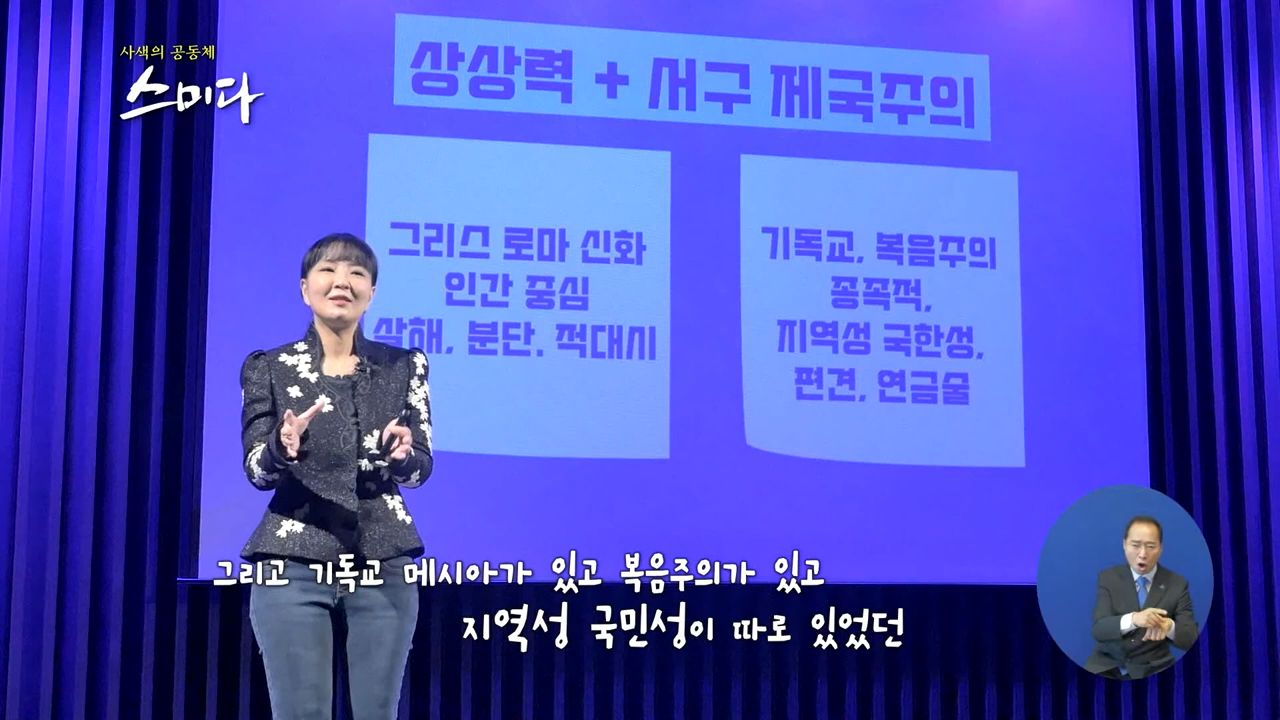 사색의 공동체
스미다
상상력 + 서구 제국주의
그리스 로마 신화
인간 중심
살해, 분단. 적대시
기독교, 복음주의
종족적,
지역성 국한성,
편견, 연금술
그리고 기독교 메시아가 있고 복음주의가 있고
지역성 국민성이 따로 있었던